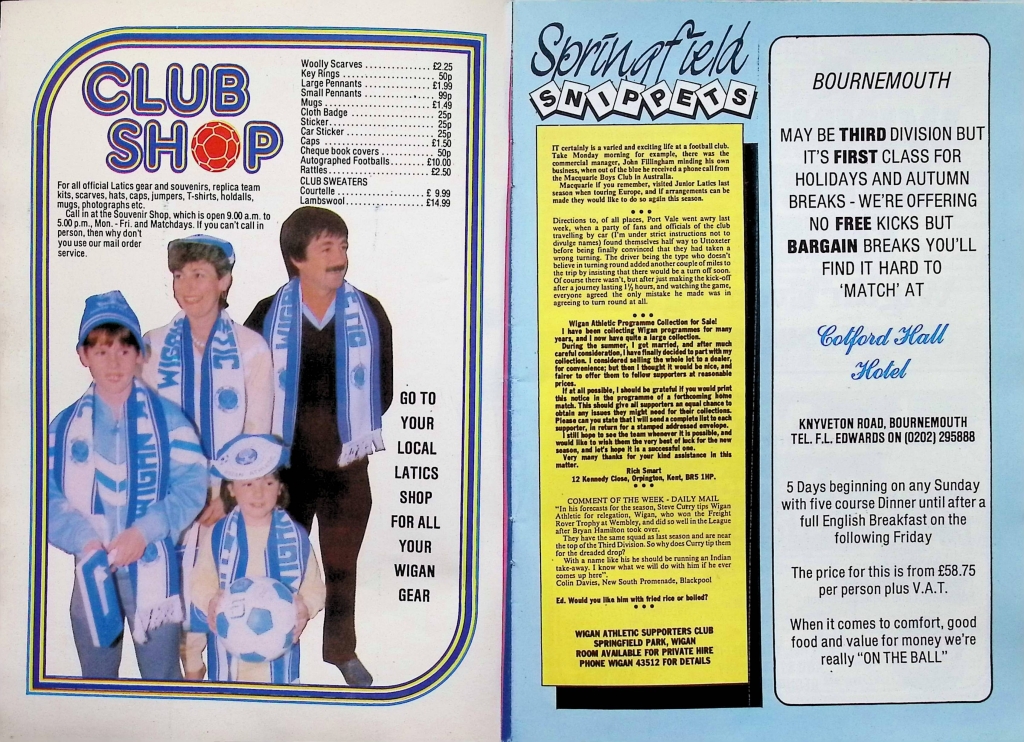 CLUB
SHOP
Woolly Scarves .................... £2.25
Key Rings .......................... 50p
Large Pennants .................... £1.99
Small Pennants .................... 99p
Mugs .............................. £1.49
Cloth Badge ....................... 25p
Sticker ............................ 25p
Car Sticker ........................ 25p
Caps .............................. £1.50
Cheque book covers ................ 50p
Autographed Footballs ............. £10.00
Rattles ............................ £2.50
CLUB SWEATERS
Courtelle .......................... £ 9.99
Lambswool ......................... £14.99
For all official Latics gear and souvenirs, replica team
kits, scarves, hats, caps, jumpers, T-shirts, holdalls,
mugs, photographs etc.
Call in at the Souvenir Shop, which is open 9.00 a.m. to
5.00 p.m., Mon. - Fri. and Matchdays. If you can't call in
person, then why don't
you use our mail order
service.
GO TO
YOUR
LOCAL
LATICS
SHOP
FOR ALL
YOUR
WIGAN
GEAR
Springfield
SNIPPETS
IT certainly is a varied and exciting life at a football club.
Take Monday morning for example, there was the
commercial manager, John Fillingham minding his own
business, when out of the blue he received a phone call from
the Macquarie Boys Club in Australia.
Macquarie if you remember, visited Junior Latics last
season when touring Europe, and if arrangements can be
made they would like to do so again this season.
• • •
Directions to, of all places, Port Vale went awry last
week, when a party of fans and officials of the club
travelling by car (I'm under strict instructions not to
divulge names) found themselves half way to Uttoxeter
before being finally convinced that they had taken a
wrong turning. The driver being the type who doesn't
believe in turning round added another couple of miles to
the trip by insisting that there would be a turn off soon.
Of course there wasn't, but after just making the kick-off
after a journey lasting 1½ hours, and watching the game,
everyone agreed the only mistake he made was in
agreeing to turn round at all.
• • •
Wigan Athletic Programme Collection for Sale!
I have been collecting Wigan programmes for many
years, and I now have quite a large collection.
During the summer, I got married, and after much
careful consideration, I have finally decided to part with my
collection. I considered selling the whole lot to a dealer,
for convenience; but then I thought it would be nice, and
fairer to offer them to fellow supporters at reasonable
prices.
If at all possible, I should be grateful if you would print
this notice in the programme of a forthcoming home
match. This should give all supporters an equal chance to
obtain any issues they might need for their collections.
Please can you state that I will send a complete list to each
supporter, in return for a stamped addressed envelope.
I still hope to see the team whenever it is possible, and
would like to wish them the very best of luck for the new
season, and let's hope it is a successful one.
Very many thanks for your kind assistance in this
matter.
Rich Smart
12 Kennedy Close, Orpington, Kent, BR5 1HP.
• • •
COMMENT OF THE WEEK - DAILY MAIL
"In his forecasts for the season, Steve Curry tips Wigan
Athletic for relegation, Wigan, who won the Freight
Rover Trophy at Wembley, and did so well in the League
after Bryan Hamilton took over.
They have the same squad as last season and are near
the top of the Third Division. So why does Curry tip them
for the dreaded drop?
With a name like his he should be running an Indian
take-away. I know what we will do with him if he ever
comes up here".
Colin Davies, New South Promenade, Blackpool
Ed. Would you like him with fried rice or boiled?
• • •
WIGAN ATHLETIC SUPPORTERS CLUB
SPRINGFIELD PARK, WIGAN
ROOM AVAILABLE FOR PRIVATE HIRE
PHONE WIGAN 43512 FOR DETAILS
BOURNEMOUTH
MAY BE THIRD DIVISION BUT
IT'S FIRST CLASS FOR
HOLIDAYS AND AUTUMN
BREAKS - WE'RE OFFERING
NO FREE KICKS BUT
BARGAIN BREAKS YOU'LL
FIND IT HARD TO
'MATCH' AT
Cotford Hall
Hotel
KNYVETON ROAD, BOURNEMOUTH
TEL. F.L. EDWARDS ON (0202) 295888
5 Days beginning on any Sunday
with five course Dinner until after a
full English Breakfast on the
following Friday
The price for this is from £58.75
per person plus V.A.T.
When it comes to comfort, good
food and value for money we're
really "ON THE BALL"